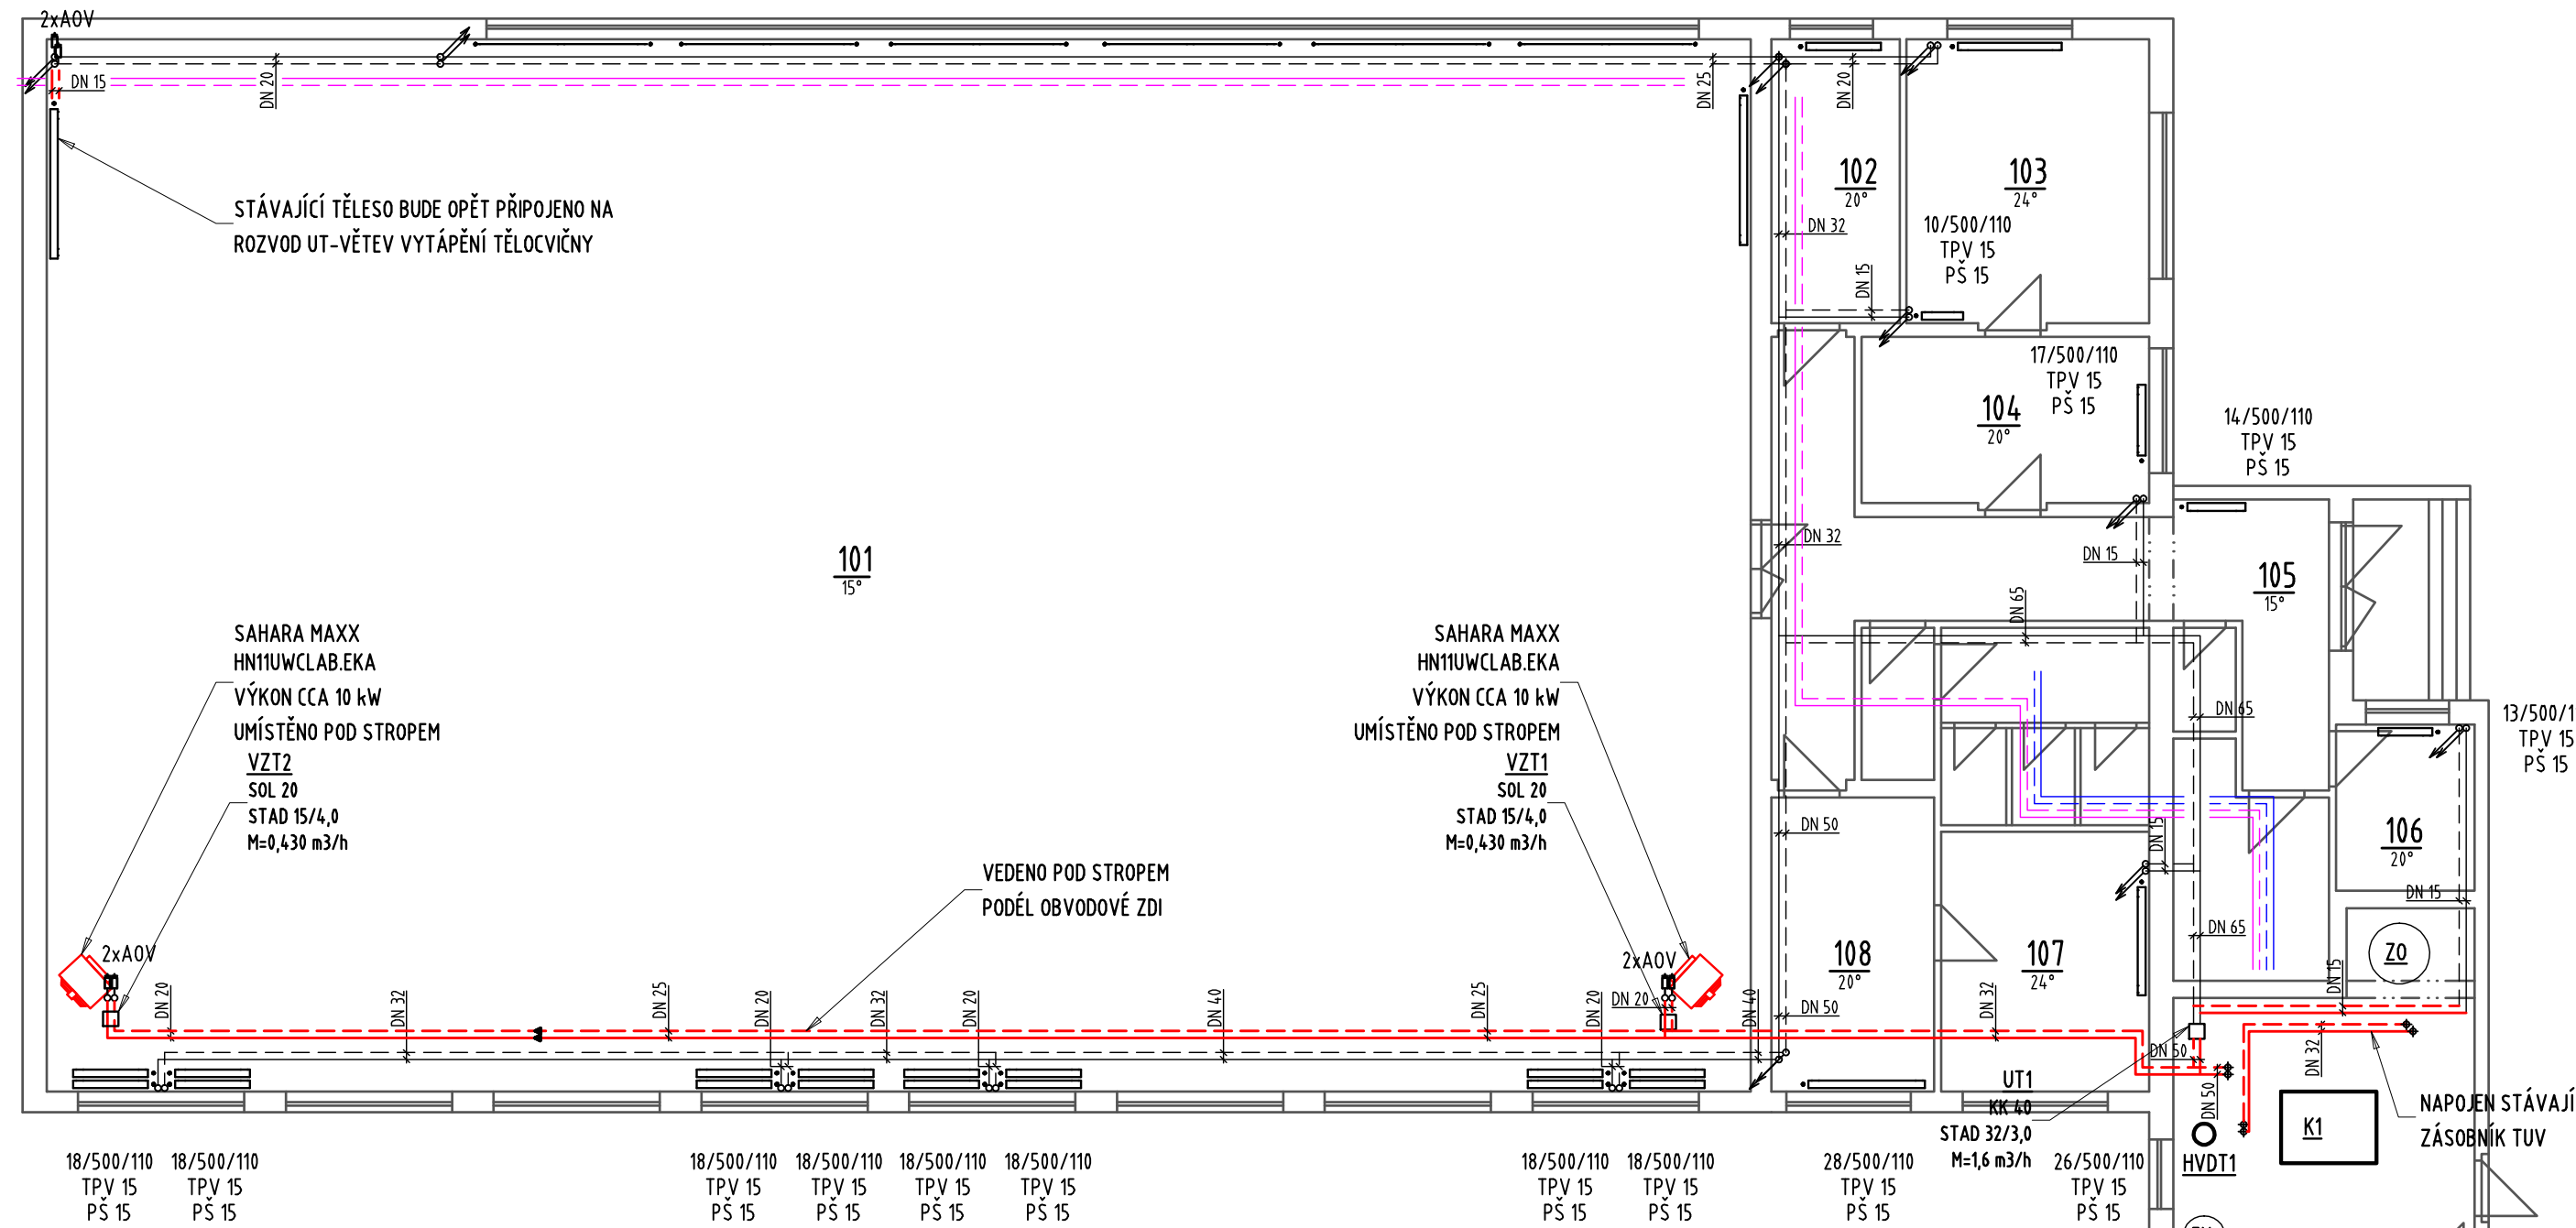 2xAOV
DN 15
DN 20
DN 25
DN 20
STÁVAJÍCÍ TĚLESO BUDE OPĚT PŘIPOJENO NA
ROZVOD UT-VĚTEV VYTÁPĚNÍ TĚLOCVIČNY
102
20°
103
24°
DN 32
10/500/110
TPV 15
PŠ 15
DN 15
17/500/110
TPV 15
PŠ 15
104
20°
14/500/110
TPV 15
PŠ 15
101
15°
DN 32
DN 15
DN 65
105
15°
SAHARA MAXX
HN11UWCLAB.EKA
VÝKON CCA 10 kW
UMÍSTĚNO POD STROPEM
VZT2
SOL 20
STAD 15/4,0
M=0,430 m3/h
SAHARA MAXX
HN11UWCLAB.EKA
VÝKON CCA 10 kW
UMÍSTĚNO POD STROPEM
VZT1
SOL 20
STAD 15/4,0
M=0,430 m3/h
DN 65
13/500/1
TPV 15
PŠ 15
VEDENO POD STROPEM
PODÉL OBVODOVÉ ZDI
DN 50
DN 15
106
20°
DN 15
DN 65
2xAOV
2xAOV
108
20°
107
24°
ZO
DN 20
DN 32
DN 25
DN 20
DN 32
DN 20
DN 40
DN 25
DN 20
DN 20
DN 40
DN 50
DN 32
DN 15
DN 50
DN 50
DN 32
UT1
KK 40
STAD 32/3,0
M=1,6 m3/h
HVDT1
K1
NAPOJEN STÁVAJÍ
ZÁSOBNÍK TUV
18/500/110
TPV 15
PŠ 15
18/500/110
TPV 15
PŠ 15
18/500/110
TPV 15
PŠ 15
18/500/110
TPV 15
PŠ 15
18/500/110
TPV 15
PŠ 15
18/500/110
TPV 15
PŠ 15
18/500/110
TPV 15
PŠ 15
18/500/110
TPV 15
PŠ 15
28/500/110
TPV 15
PŠ 15
26/500/110
TPV 15
PŠ 15